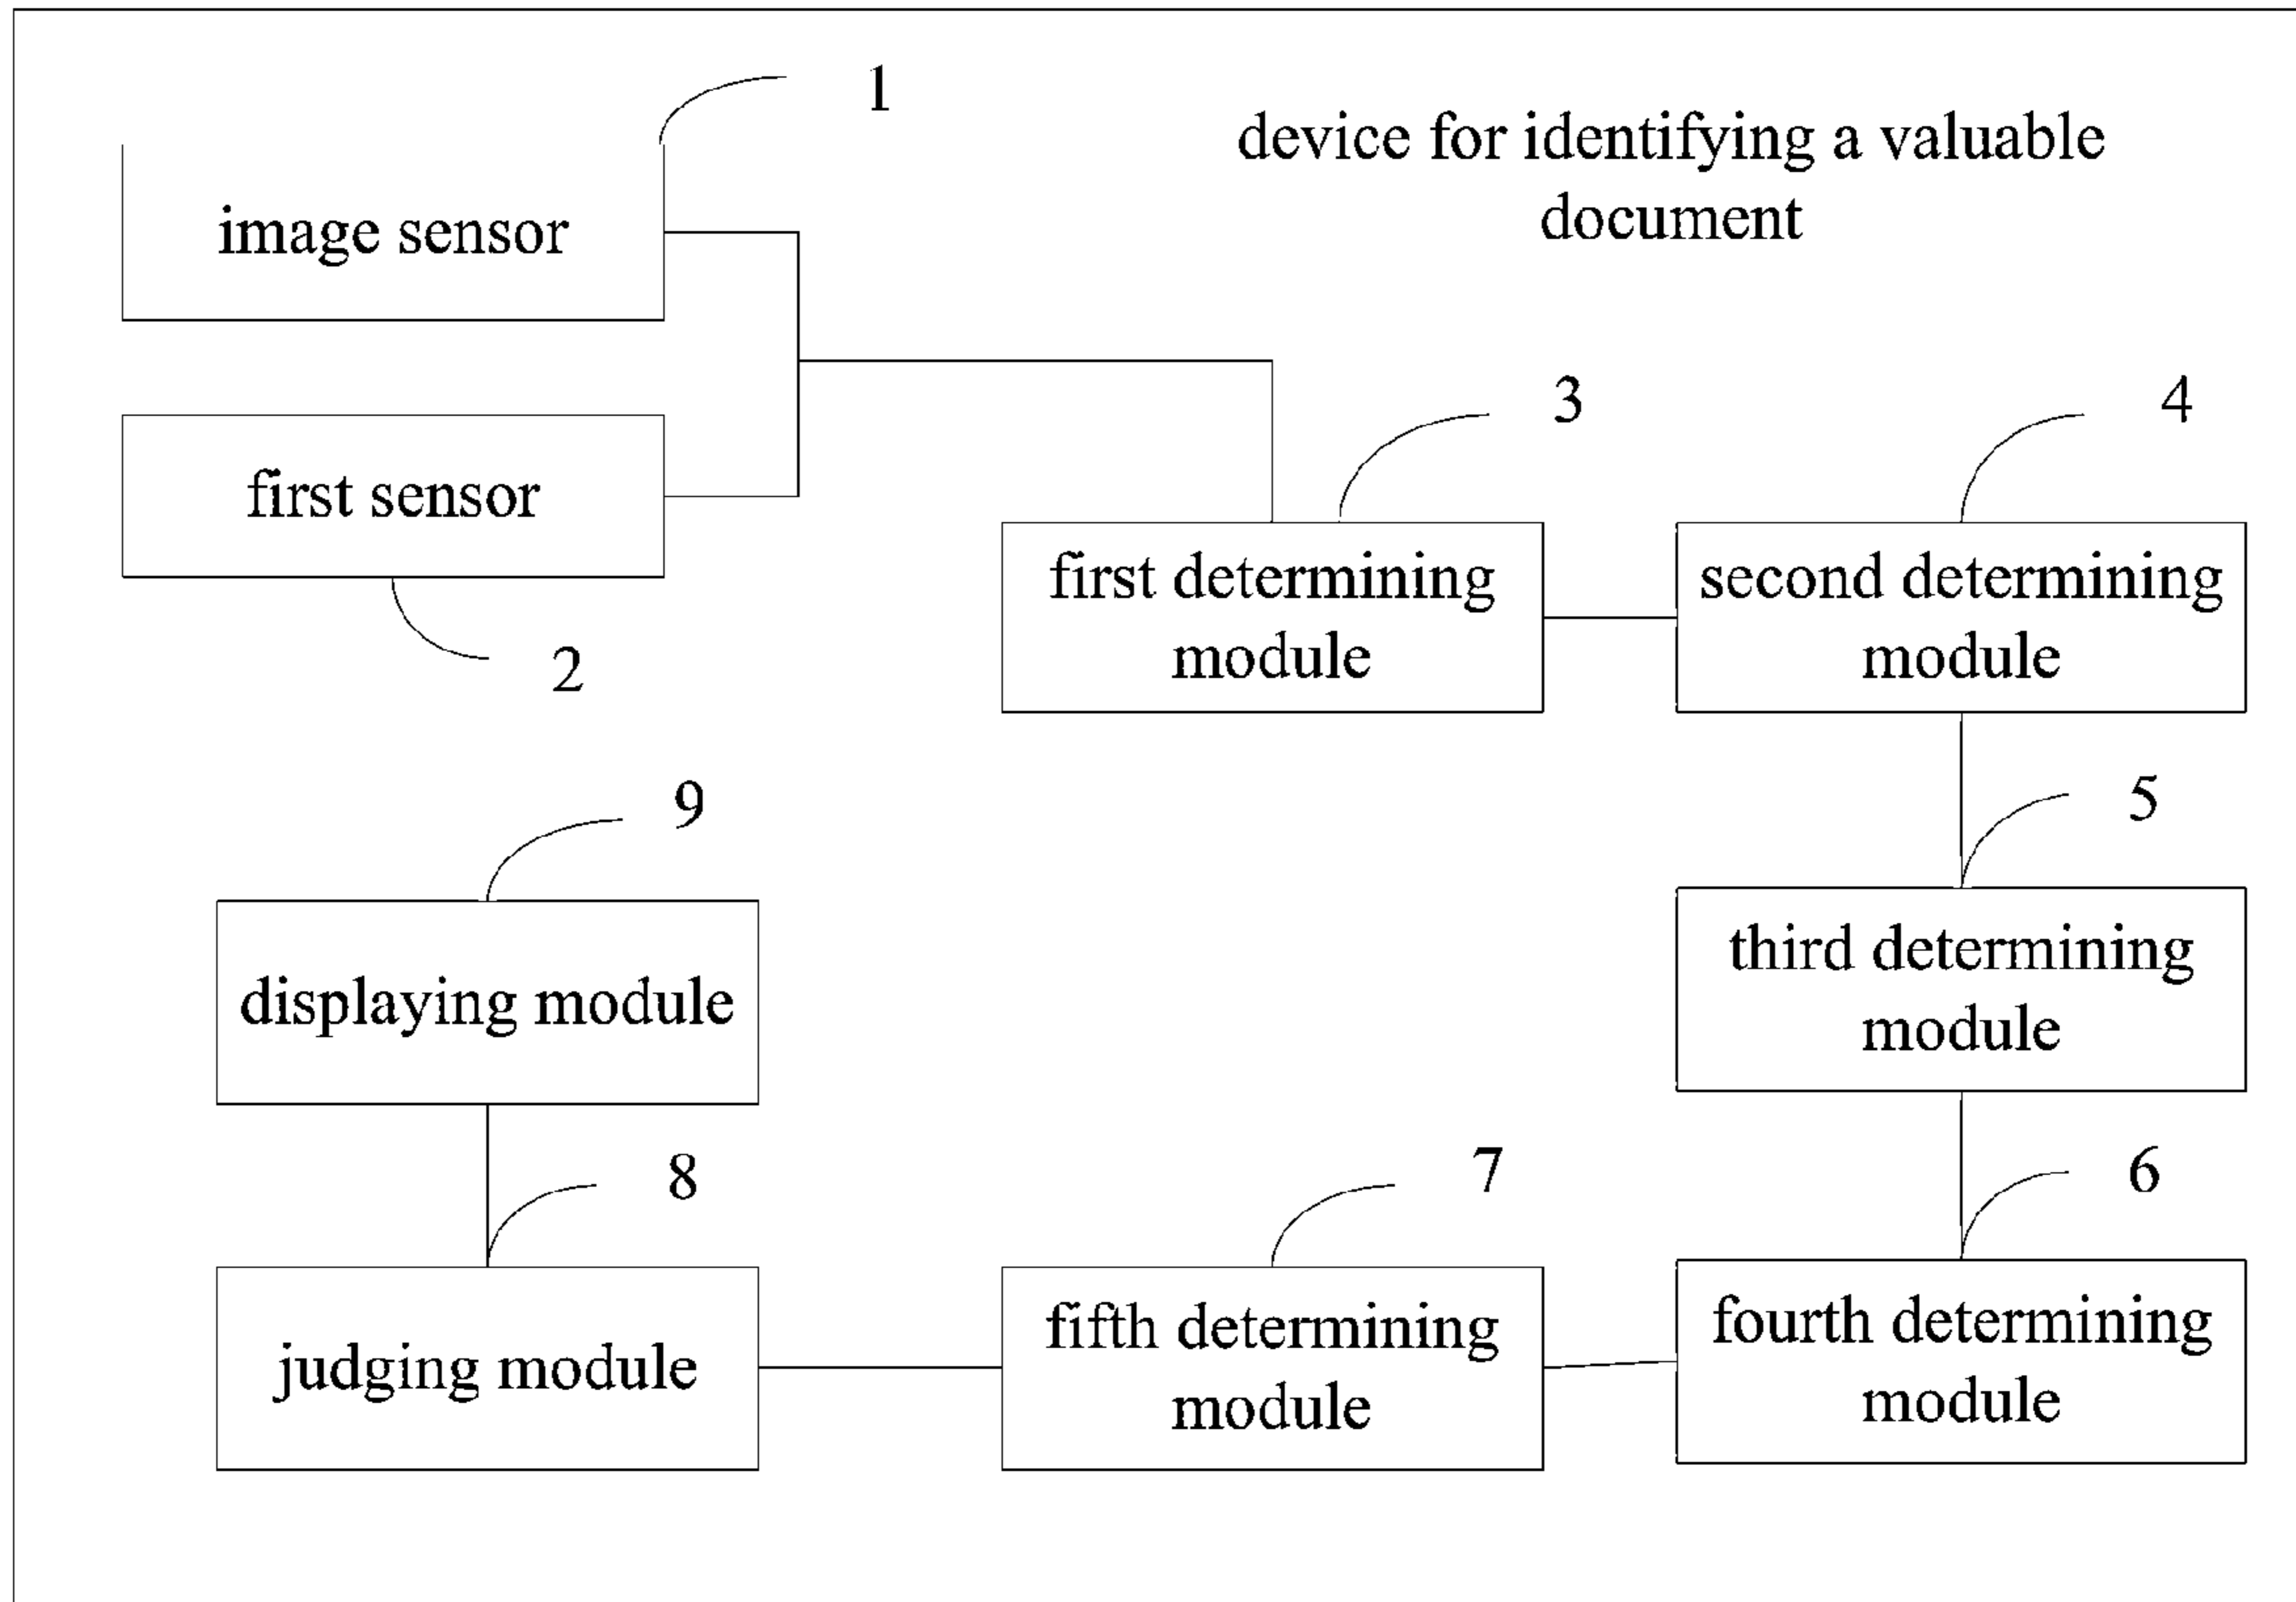 1
device for identifying a valuable
document
image sensor
3
4
first sensor
first determining
module
second determining
module
2
9
5
displaying module
third determining
module
8
7
6
judging module
fifth determining
module
fourth determining
module